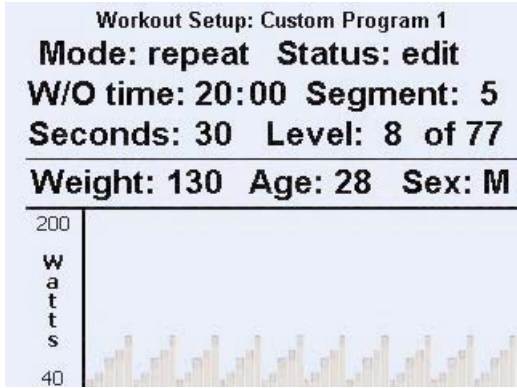 Workout Setup: Custom Program 1
Mode: repeat Status: edit
W/O time: 20:00 Segment: 5
Seconds: 30 Level: 8 of 77
Weight: 130 Age: 28 Sex: M
200
Watts
40